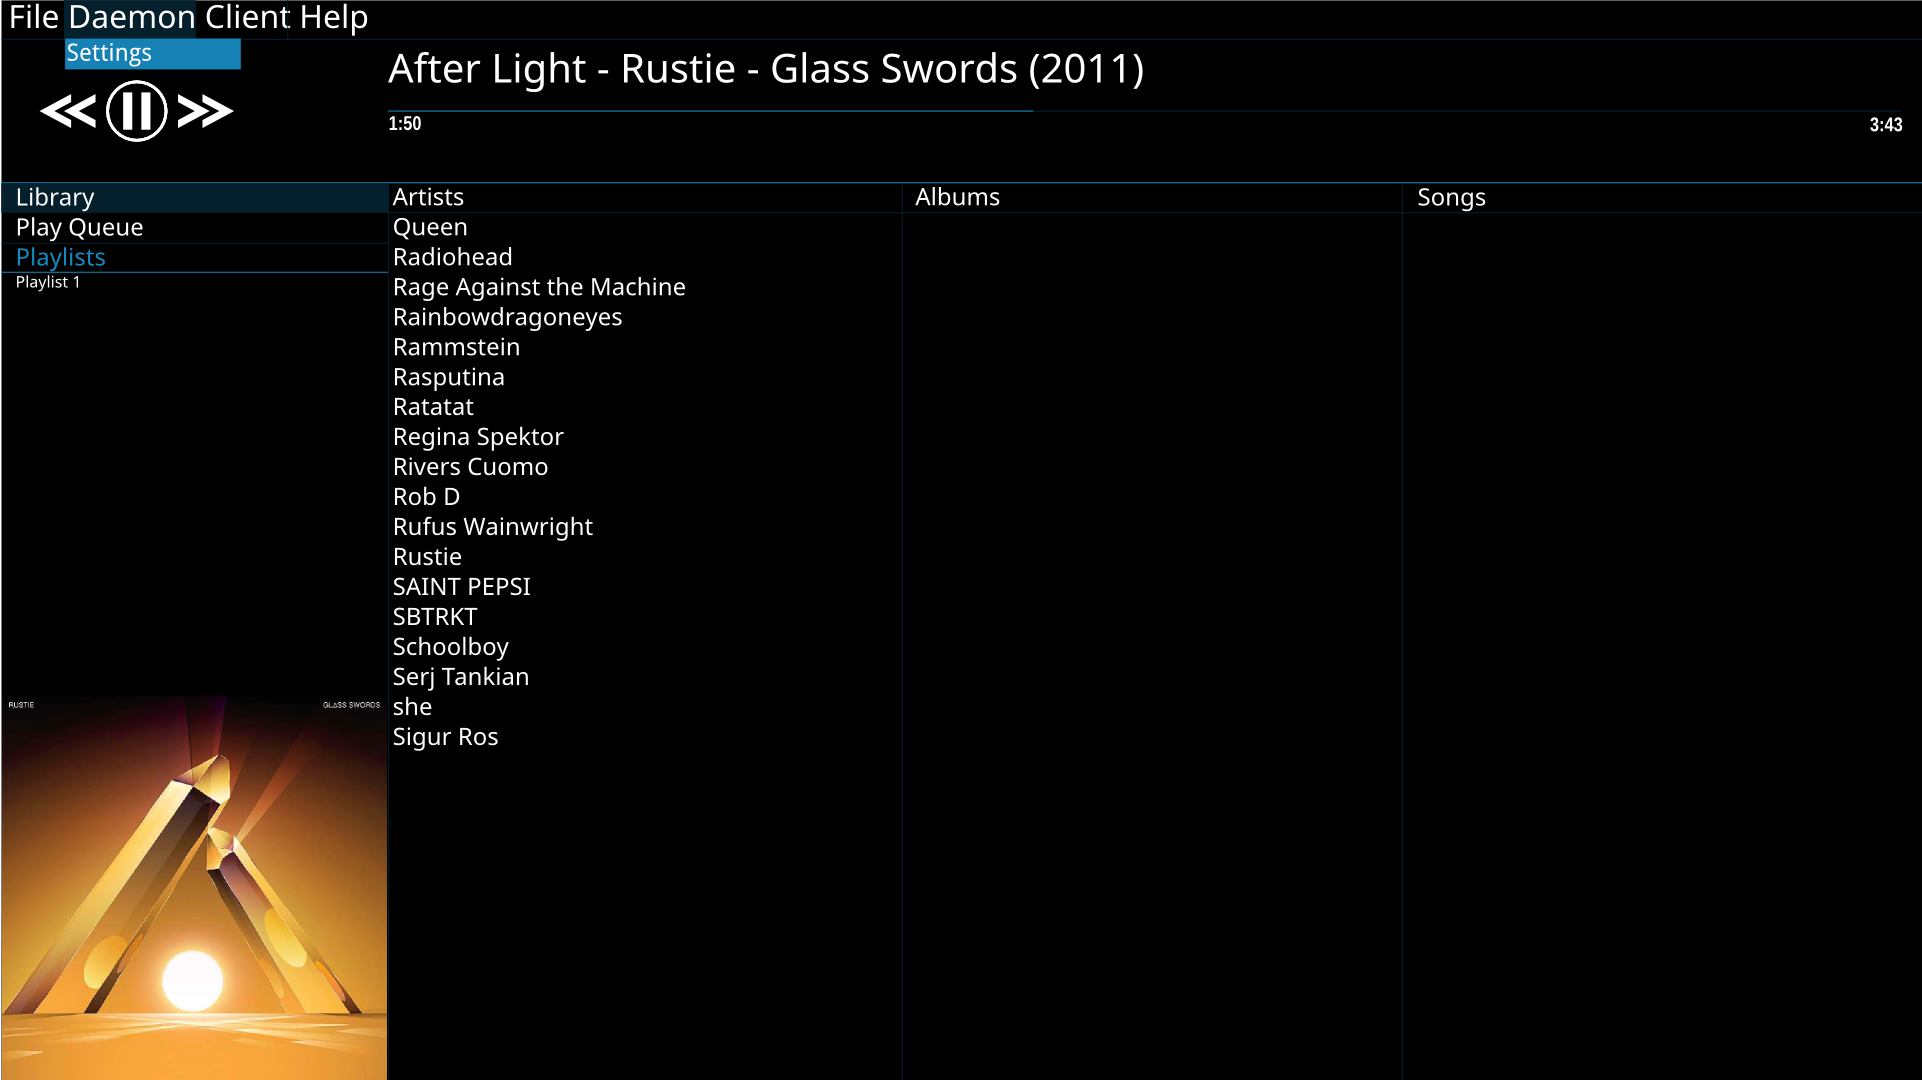 File Daemon Client Help
Settings
After Light - Rustie - Glass Swords (2011)
1:50
3:43
Library
Play Queue
Playlists
Playlist 1
Artists
Queen
Radiohead
Rage Against the Machine
Rainbowdragoneyes
Rammstein
Rasputina
Ratatat
Regina Spektor
Rivers Cuomo
Rob D
Rufus Wainwright
Rustie
SAINT PEPSI
SBTRKT
Schoolboy
Serj Tankian
she
Sigur Ros
Albums
Songs
RUSTIE
GLASS SWORDS